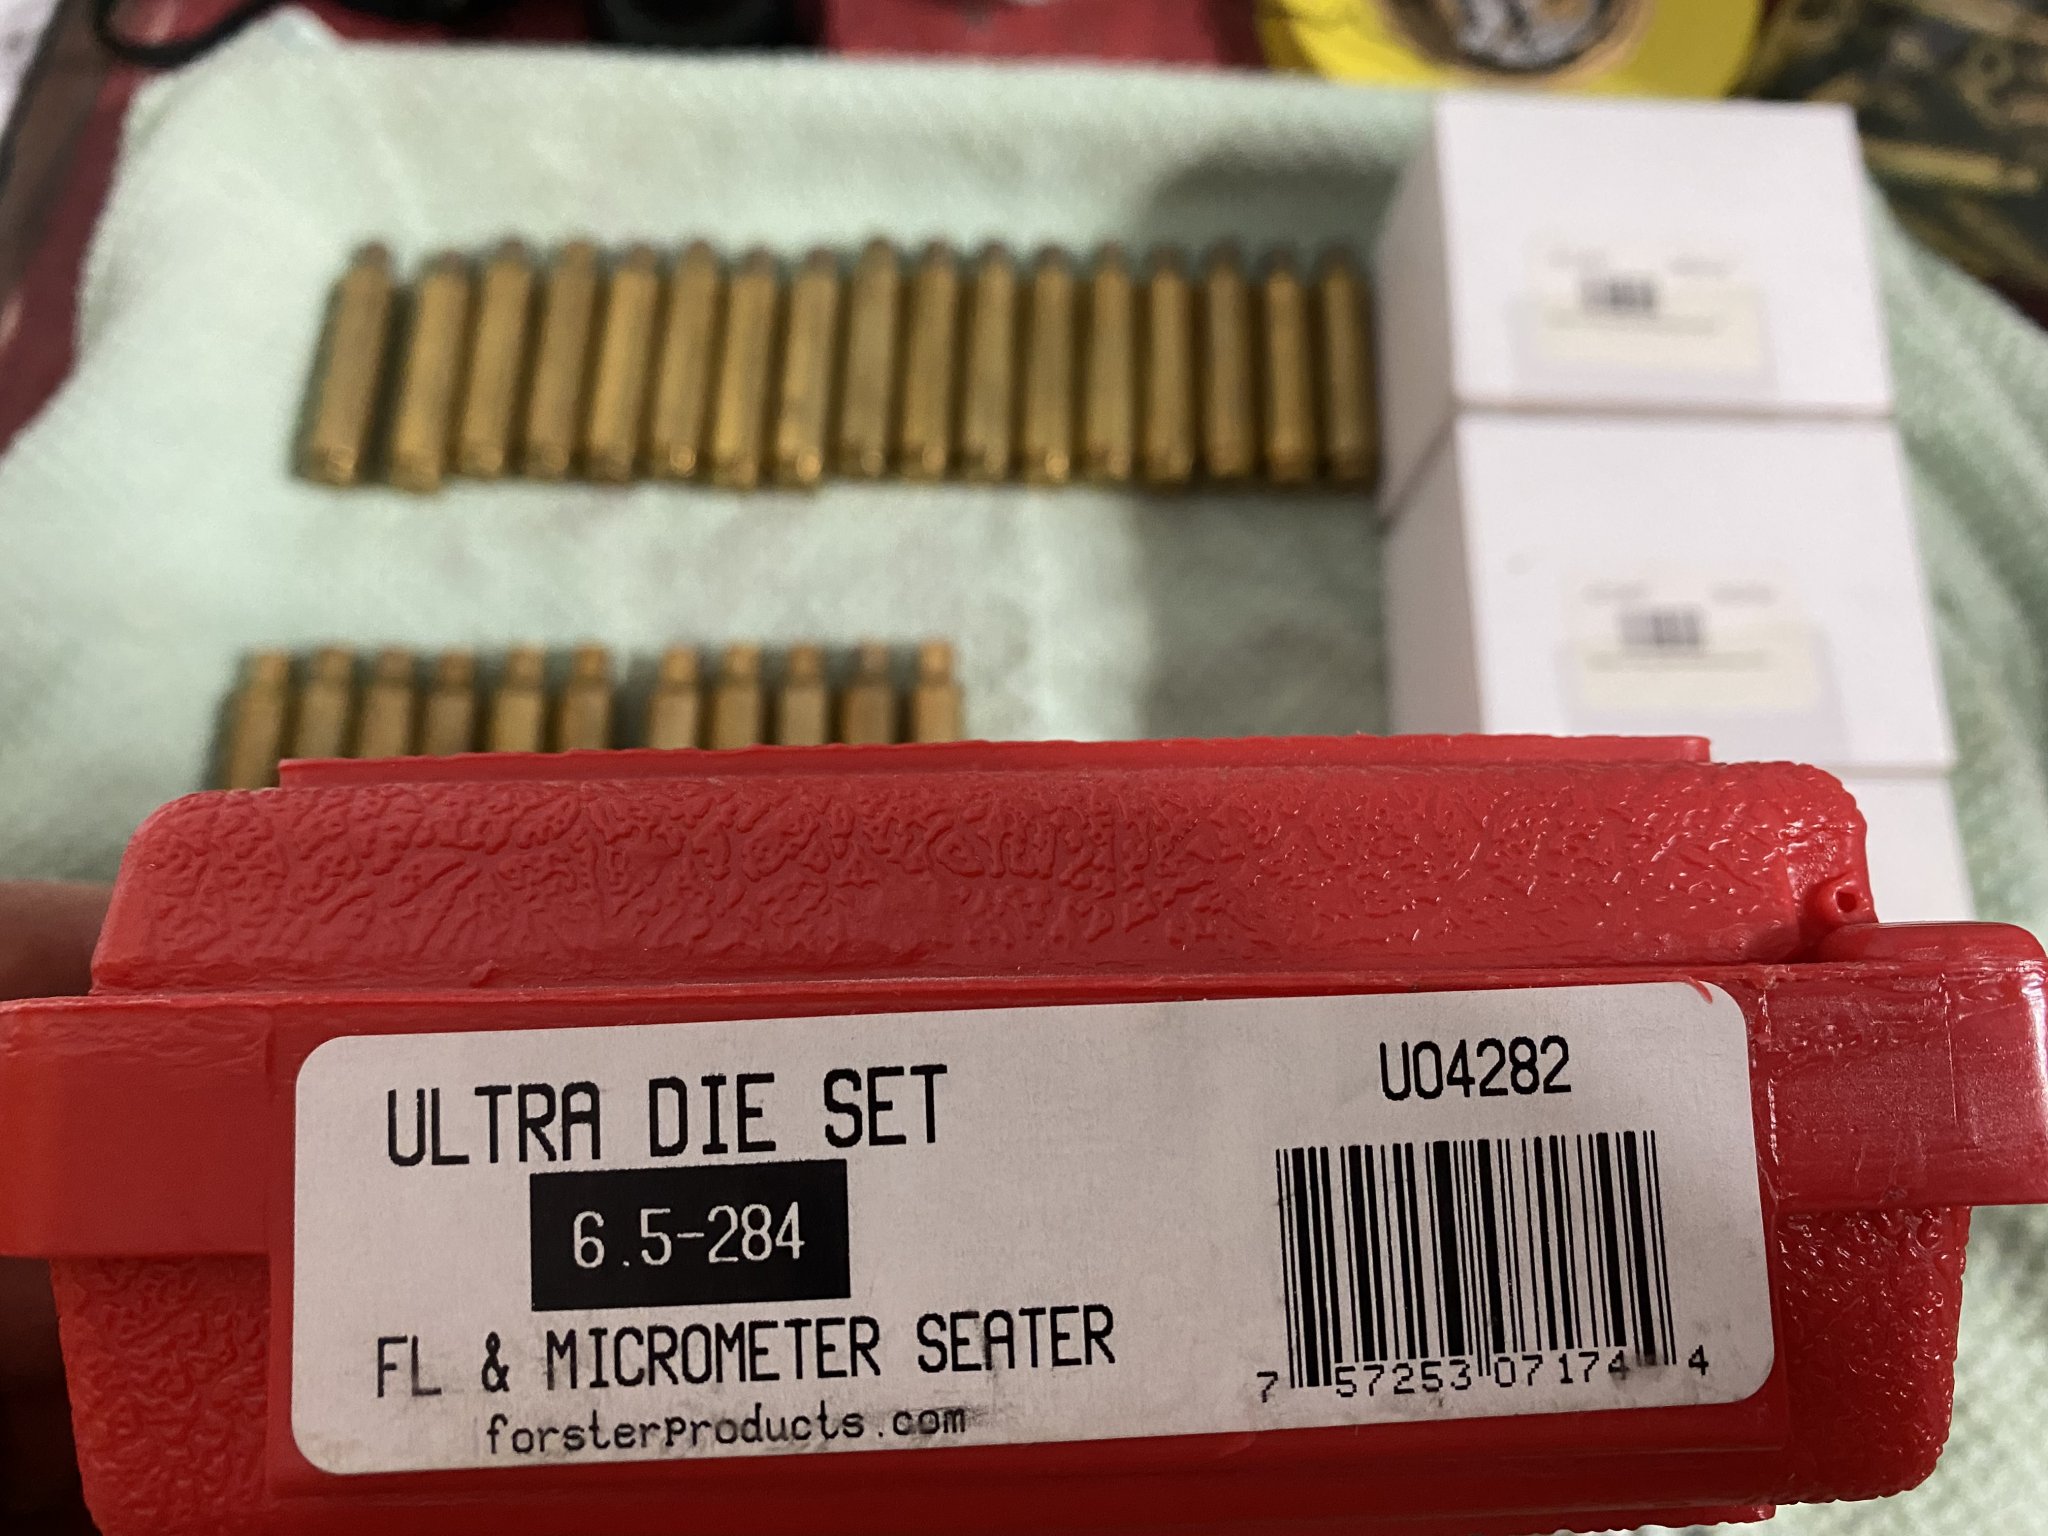 ULTRA DIE SET
6.5-284
FL & MICROMETER SEATER
forsterproducts.com
U04282
7 57253 07174 4